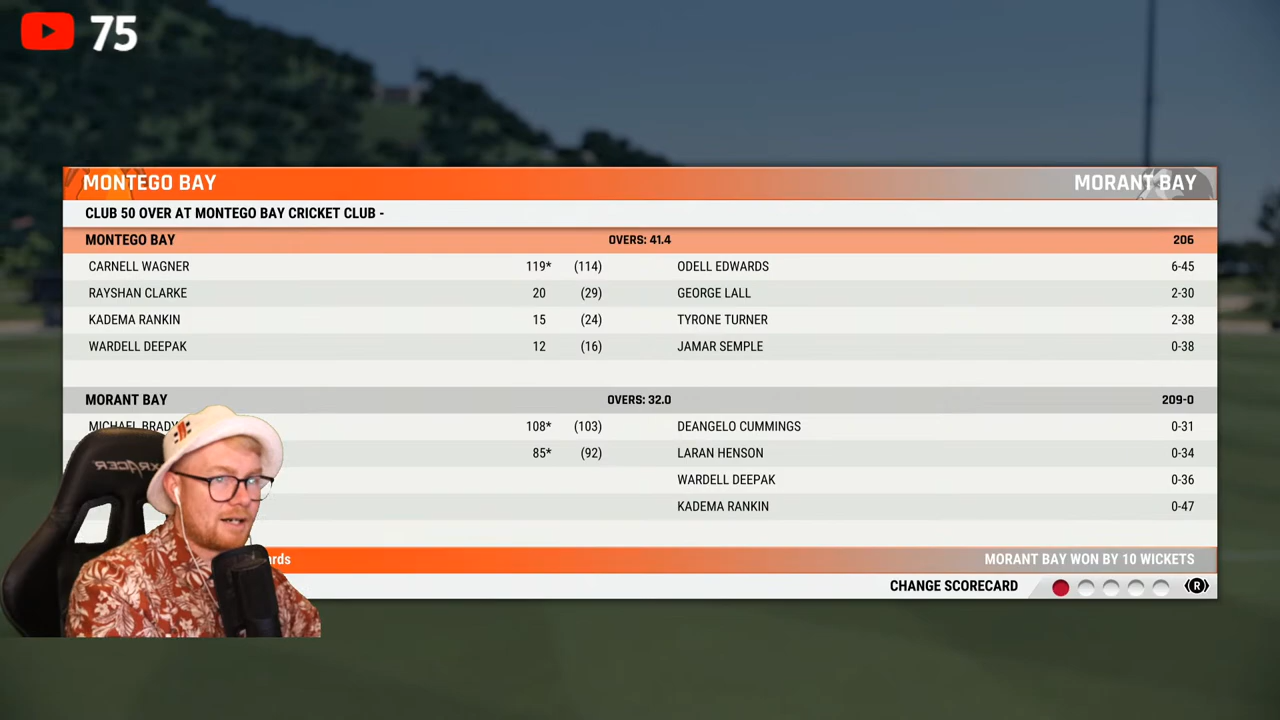 75
MONTEGO BAY MORANT BAY
CLUB 50 OVER AT MONTEGO BAY CRICKET CLUB -
MONTEGO BAY OVERS: 41.4 206
CARNELL WAGNER 119* (114) ODELL EDWARDS 6-45
RAYSHAN CLARKE 20 (29) GEORGE LALL 2-30
KADEMA RANKIN 15 (24) TYRONE TURNER 2-38
WARDELL DEEPAK 12 (16) JAMAR SEMPLE 0-38
MORANT BAY OVERS: 32.0 209-0
MICHAEL BRADY 108* (103) DEANGELO CUMMINGS 0-31
85* (92) LARAN HENSON 0-34
WARDELL DEEPAK 0-36
KADEMA RANKIN 0-47
MORANT BAY WON BY 10 WICKETS
CHANGE SCORECARD R